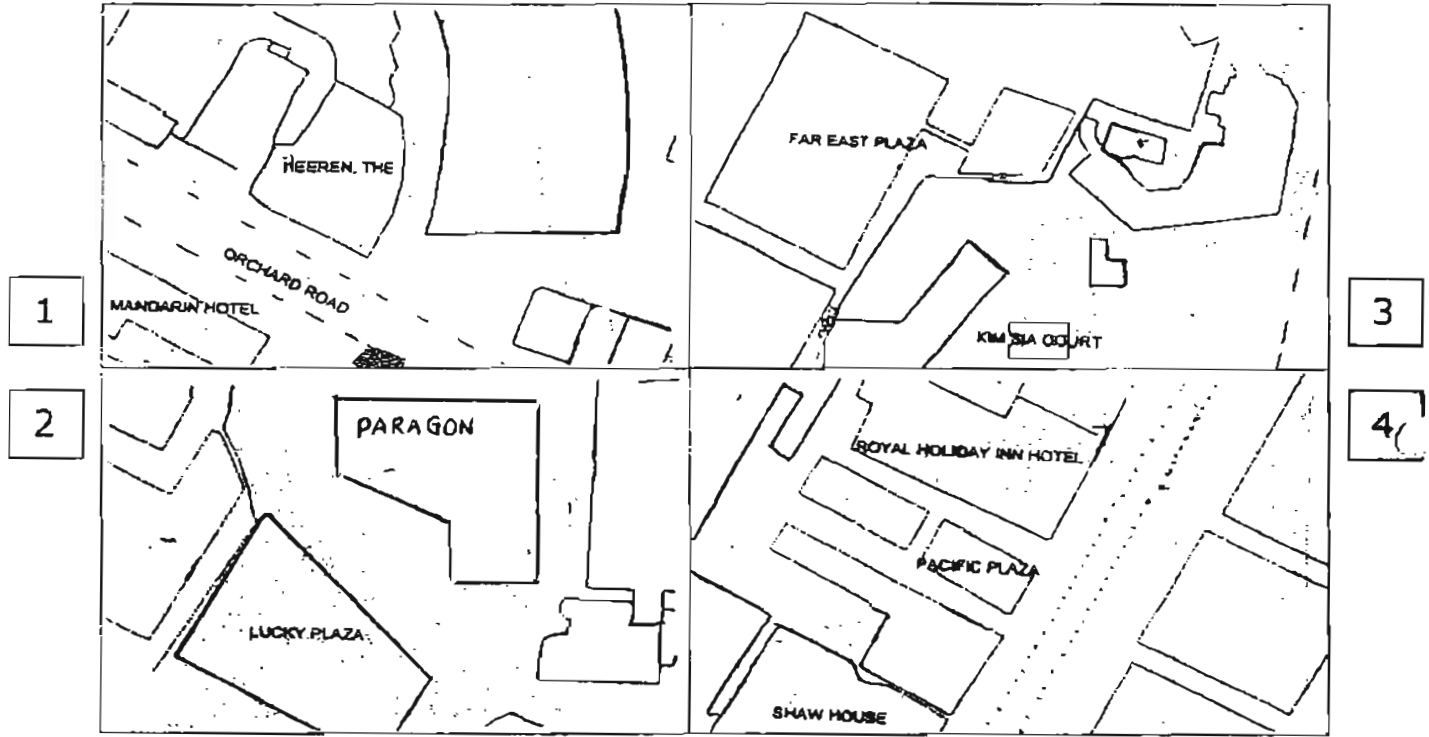 HEEREN, THE
ORCHARD ROAD
MANDARIN HOTEL
1
FAR EAST PLAZA
KIM SIA COURT
3
2
PARAGON
LUCKY PLAZA
4
ROYAL HOLIDAY INN HOTEL
PACIFIC PLAZA
SHAW HOUSE